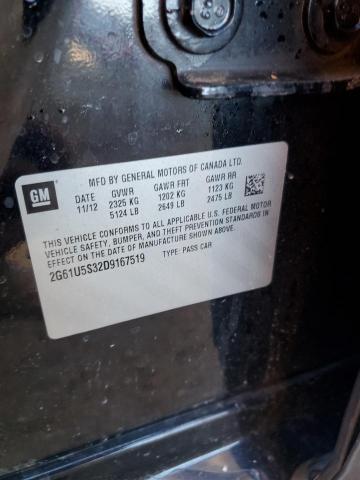 MFD BY GENERAL MOTORS OF CANADA LTD.
GM
DATE GVWR GAWR FRT GAWR RR
11/12 2325 KG 1202 KG 1123 KG
5124 LB 2649 LB 2475 LB
THIS VEHICLE CONFORMS TO ALL APPLICABLE U.S. FEDERAL MOTOR
VEHICLE SAFETY, BUMPER, AND THEFT PREVENTION STANDARDS IN
EFFECT ON THE DATE OF MANUFACTURE SHOWN ABOVE.
2G61U5S32D9167519 TYPE: PASS CAR